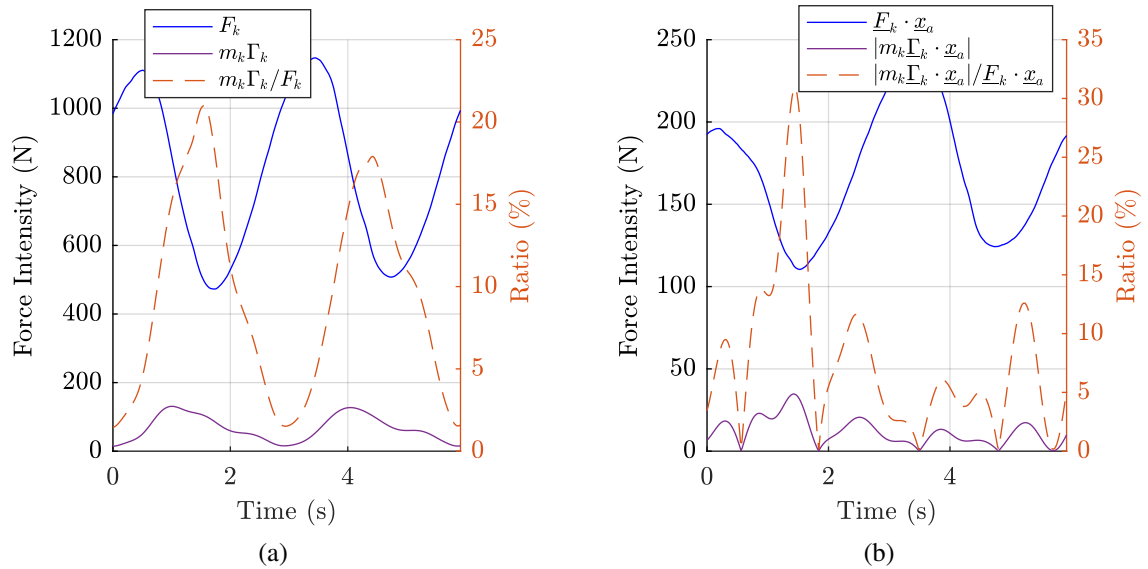 F_k
m_kΓ_k
m_kΓ_k/F_k
1200
1000
800
600
400
200
0
Force Intensity (N)
25
20
15
10
5
0
Ratio (%)
0 2 4
Time (s)
(a)
F_k · x_a
|m_kΓ_k · x_a|
|m_kΓ_k · x_a|/F_k · x_a
250
200
150
100
50
0
Force Intensity (N)
35
30
25
20
15
10
5
0
Ratio (%)
0 2 4
Time (s)
(b)